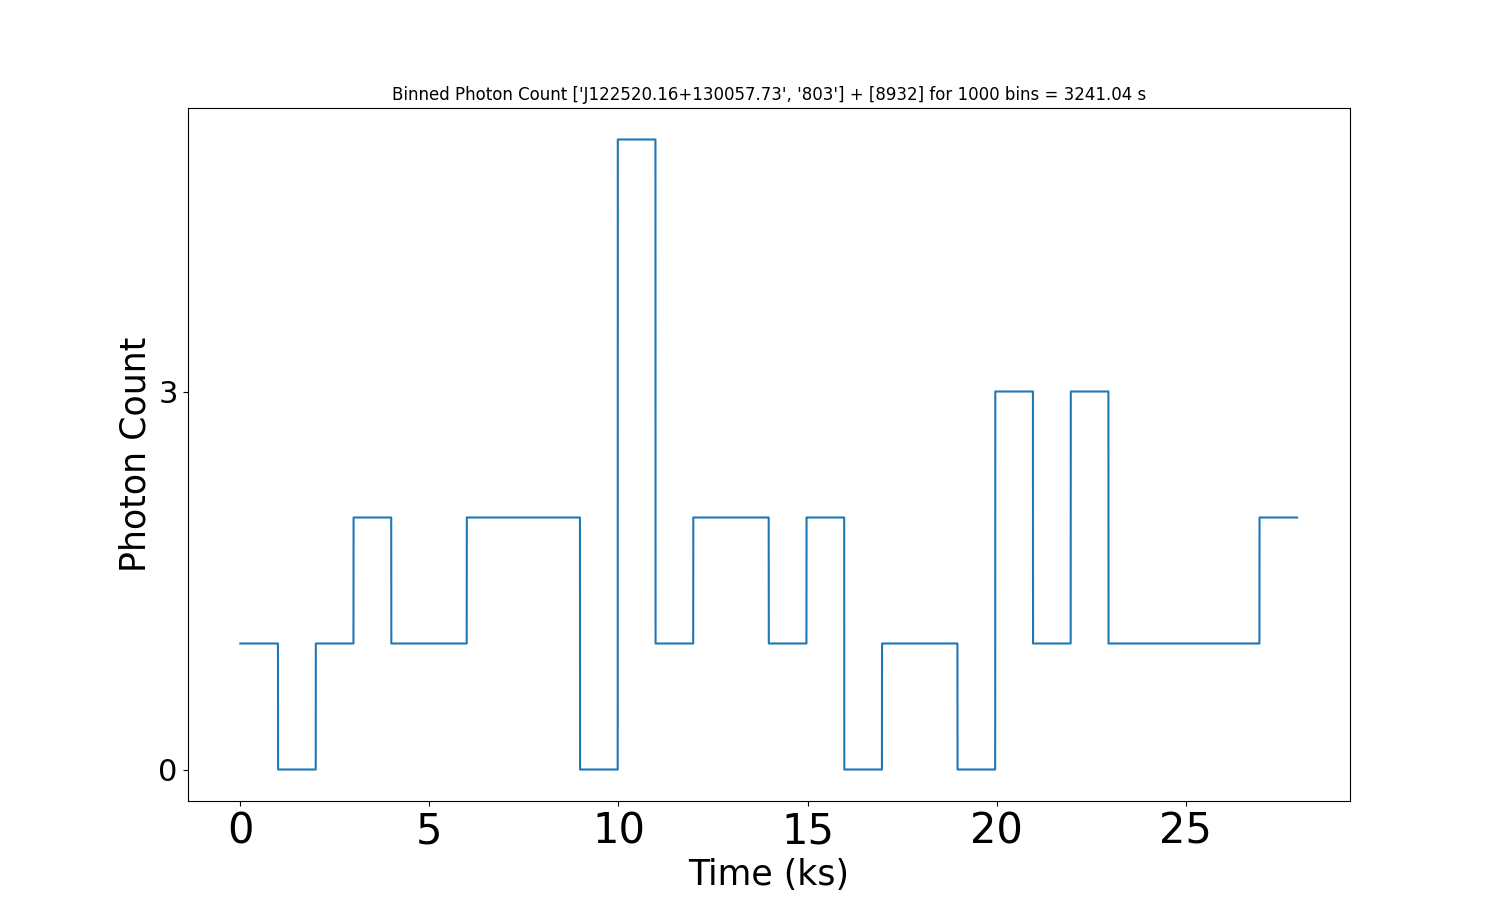 Binned Photon Count ['J122520.16+130057.73', '803'] + [8932] for 1000 bins = 3241.04 s
Photon Count
3
0
0 5 10 15 20 25
Time (ks)